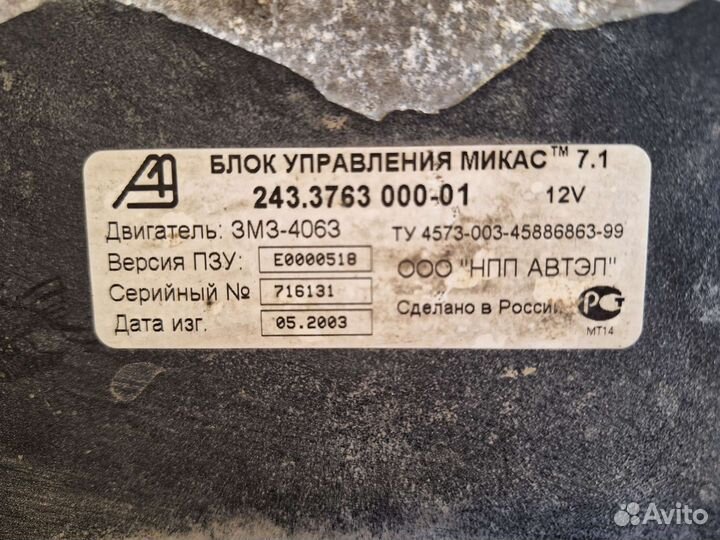 БЛОК УПРАВЛЕНИЯ МИКАС™ 7.1
243.3763 000-01 12V
Двигатель: ЗМЗ-4063 ТУ 4573-003-45886863-99
Версия ПЗУ: E0000518 ООО "НПП АВТЭЛ"
Серийный № 716131
Сделано в России
Дата изг. 05.2003
МТ14
Avito